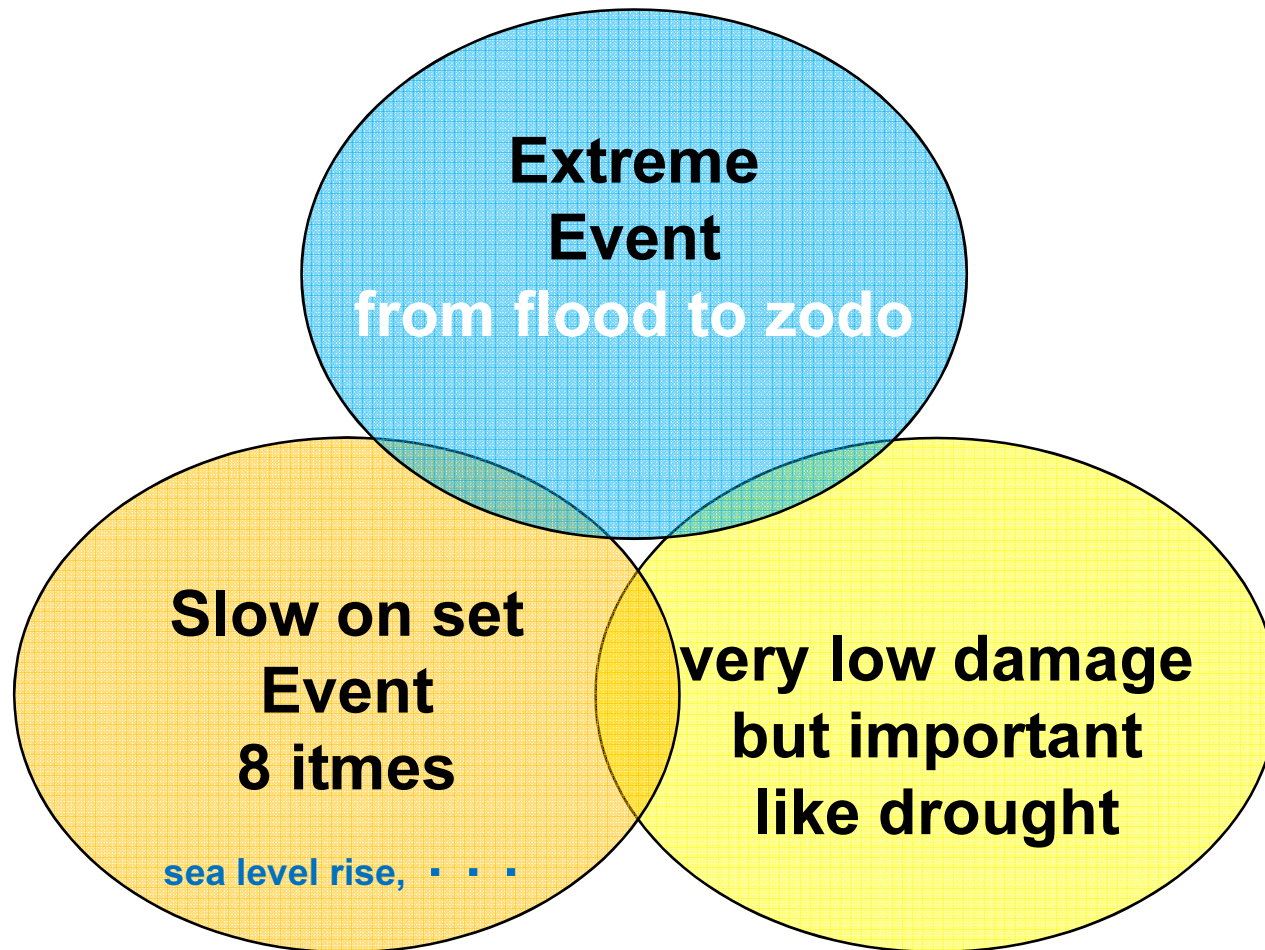 Extreme
Event
from flood to zodo
Slow on set
Event
8 itmes
sea level rise, ・ ・ ・
very low damage
but important
like drought